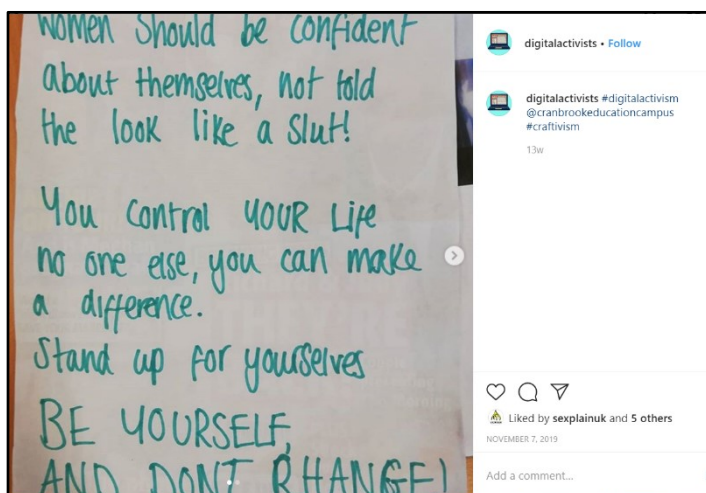 women should be confident
about themselves, not told
the look like a slut!
You control YOUR Life
no one else, you can make
a difference.
Stand up for yourselves
BE YOURSELF,
AND DONT CHANGE!
digitalactivists • Follow
digitalactivists #digitalactivism
@cranbrookeducationcampus
#craftivism
13w
Liked by sexplainuk and 5 others
NOVEMBER 7, 2019
Add a comment...